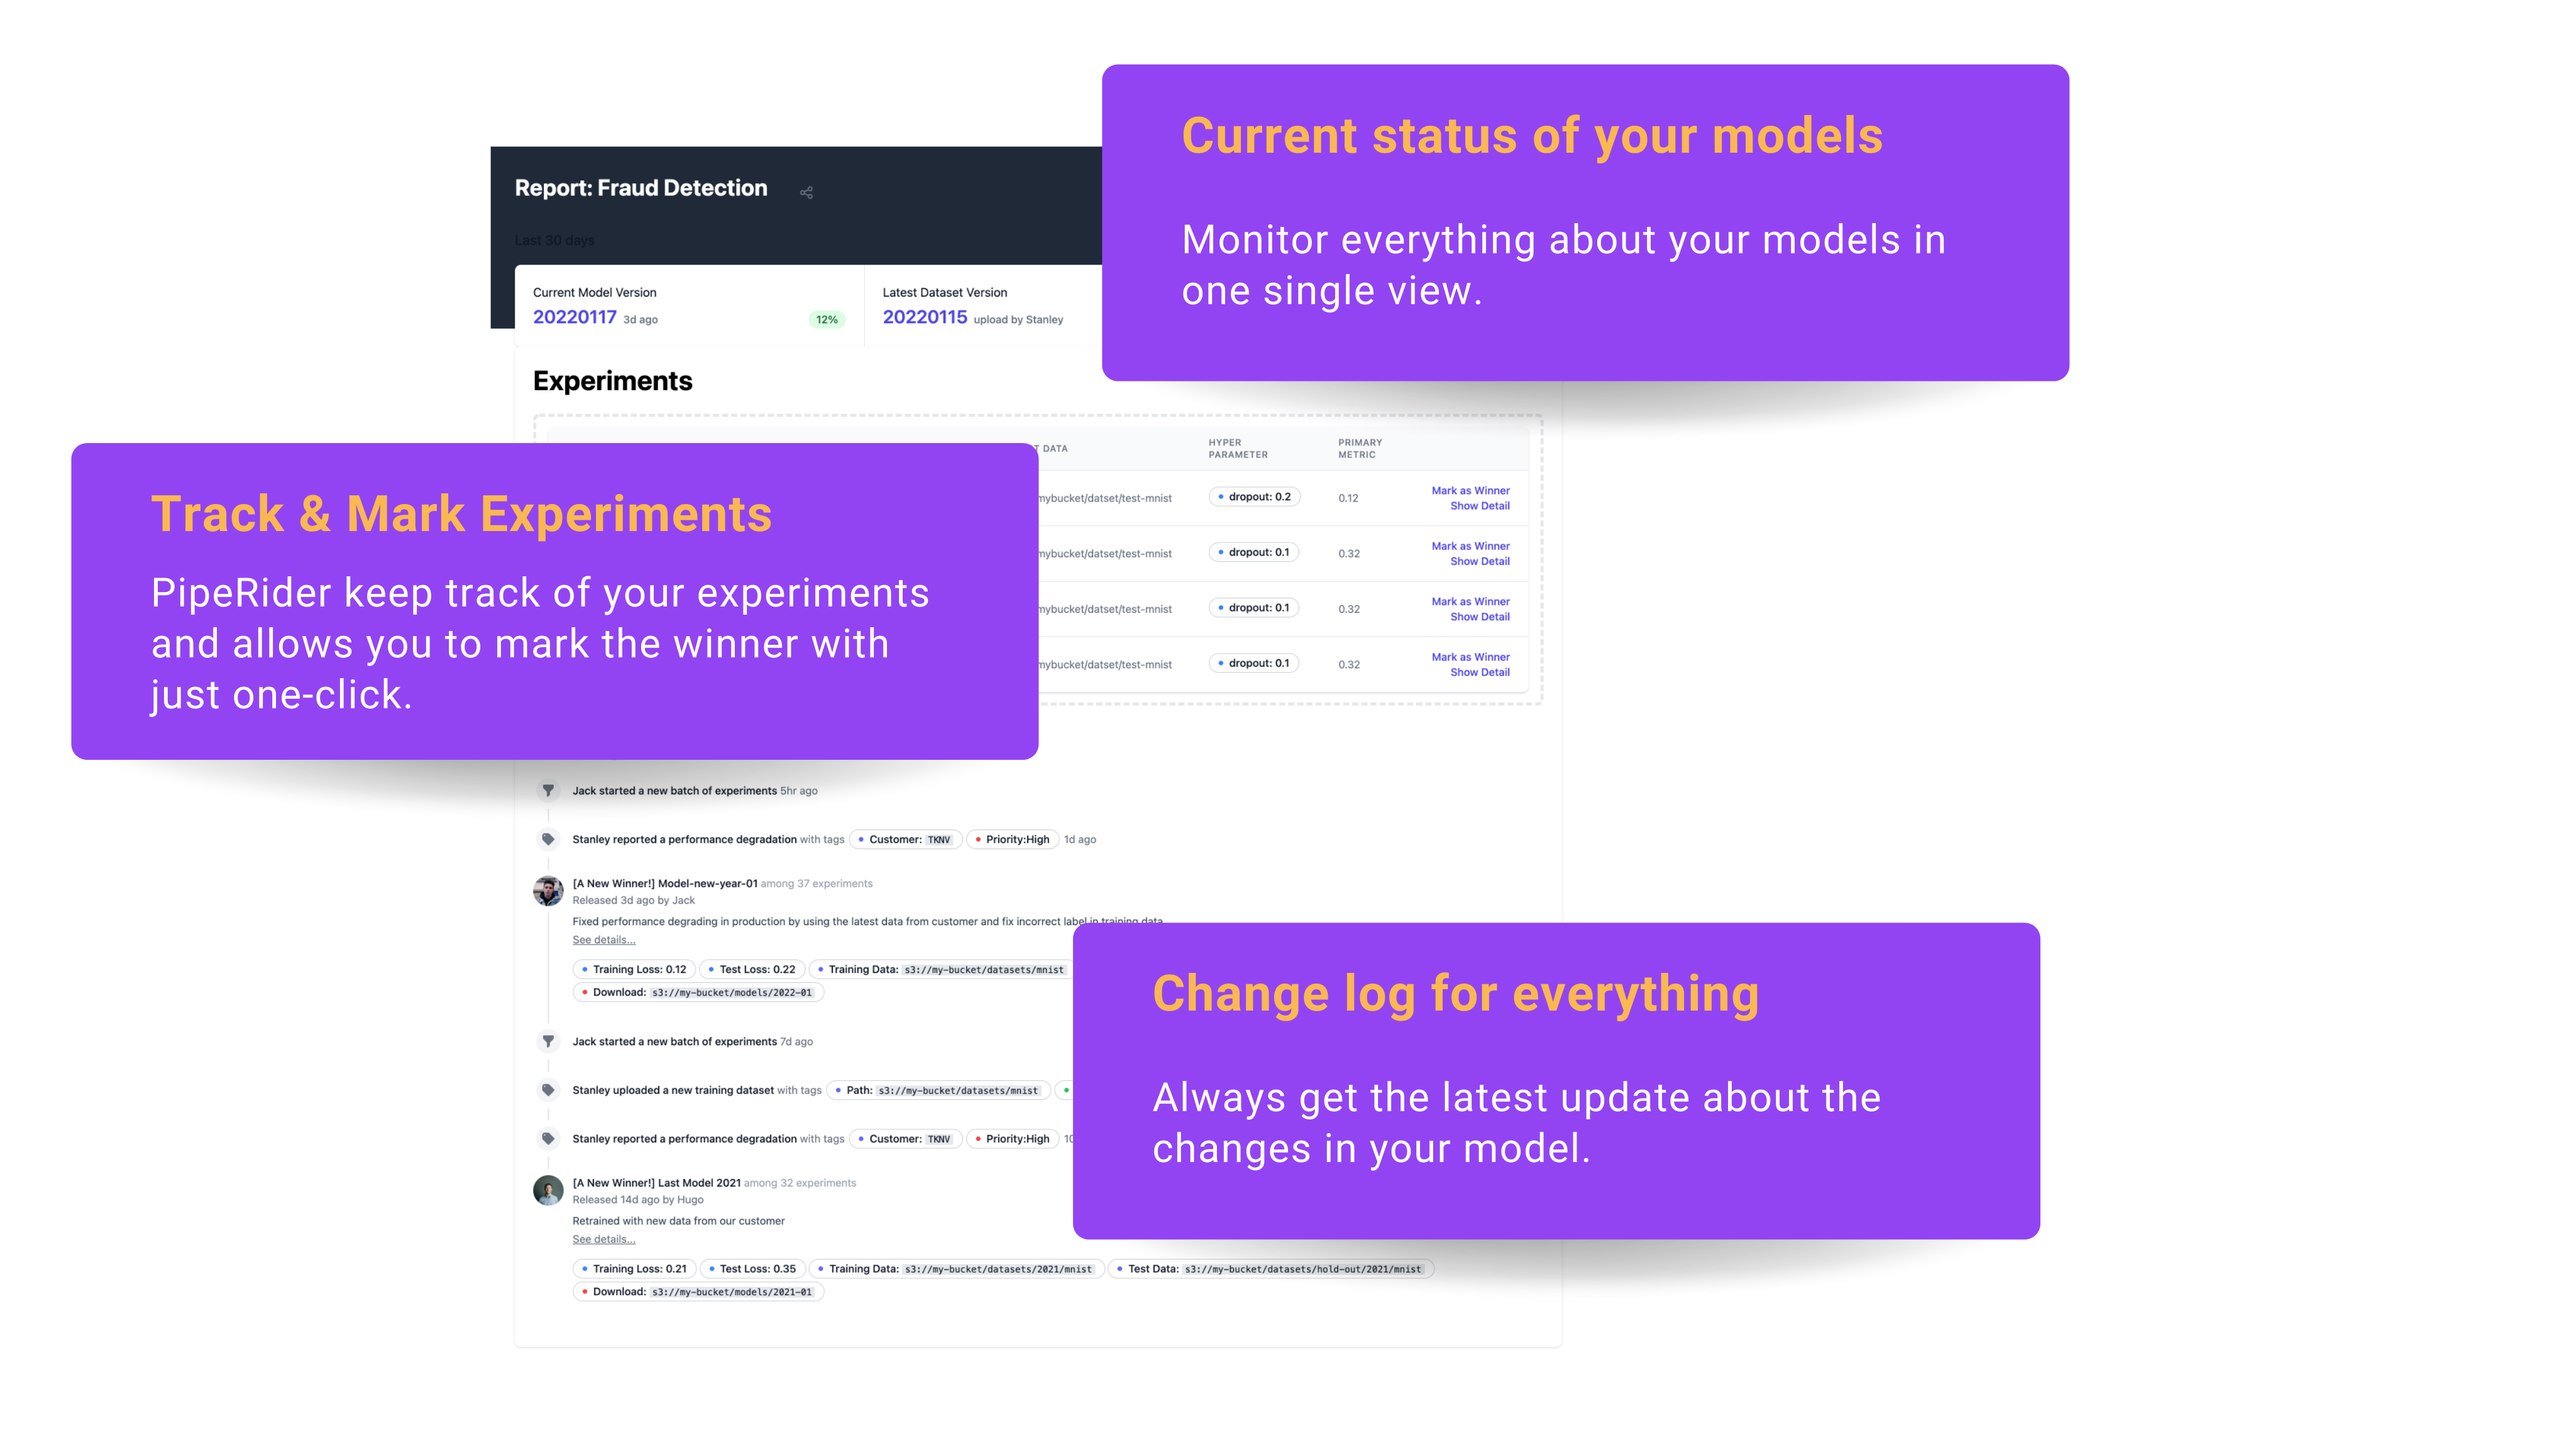 Current status of your models
Monitor everything about your models in
one single view.
Report: Fraud Detection
Last 30 days
Current Model Version
20220117 3d ago 12%
Latest Dataset Version
20220115 upload by Stanley
Experiments
T DATA HYPER PARAMETER PRIMARY METRIC
mybucket/datset/test-mnist dropout: 0.2 0.12 Mark as Winner
Show Detail
mybucket/datset/test-mnist dropout: 0.1 0.32 Mark as Winner
Show Detail
mybucket/datset/test-mnist dropout: 0.1 0.32 Mark as Winner
Show Detail
mybucket/datset/test-mnist dropout: 0.1 0.32 Mark as Winner
Show Detail
Track & Mark Experiments
PipeRider keep track of your experiments
and allows you to mark the winner with
just one-click.
Jack started a new batch of experiments 5hr ago
Stanley reported a performance degradation with tags Customer: TKNV Priority:High 1d ago
[A New Winner!] Model-new-year-01 among 37 experiments
Released 3d ago by Jack
Fixed performance degrading in production by using the latest data from customer and fix incorrect label in training data
See details...
Training Loss: 0.12 Test Loss: 0.22 Training Data: s3://my-bucket/datasets/mnist
Download: s3://my-bucket/models/2022-01
Jack started a new batch of experiments 7d ago
Stanley uploaded a new training dataset with tags Path: s3://my-bucket/datasets/mnist
Stanley reported a performance degradation with tags Customer: TKNV Priority:High
[A New Winner!] Last Model 2021 among 32 experiments
Released 14d ago by Hugo
Retrained with new data from our customer
See details...
Training Loss: 0.21 Test Loss: 0.35 Training Data: s3://my-bucket/datasets/2021/mnist Test Data: s3://my-bucket/datasets/hold-out/2021/mnist
Download: s3://my-bucket/models/2021-01
Change log for everything
Always get the latest update about the
changes in your model.